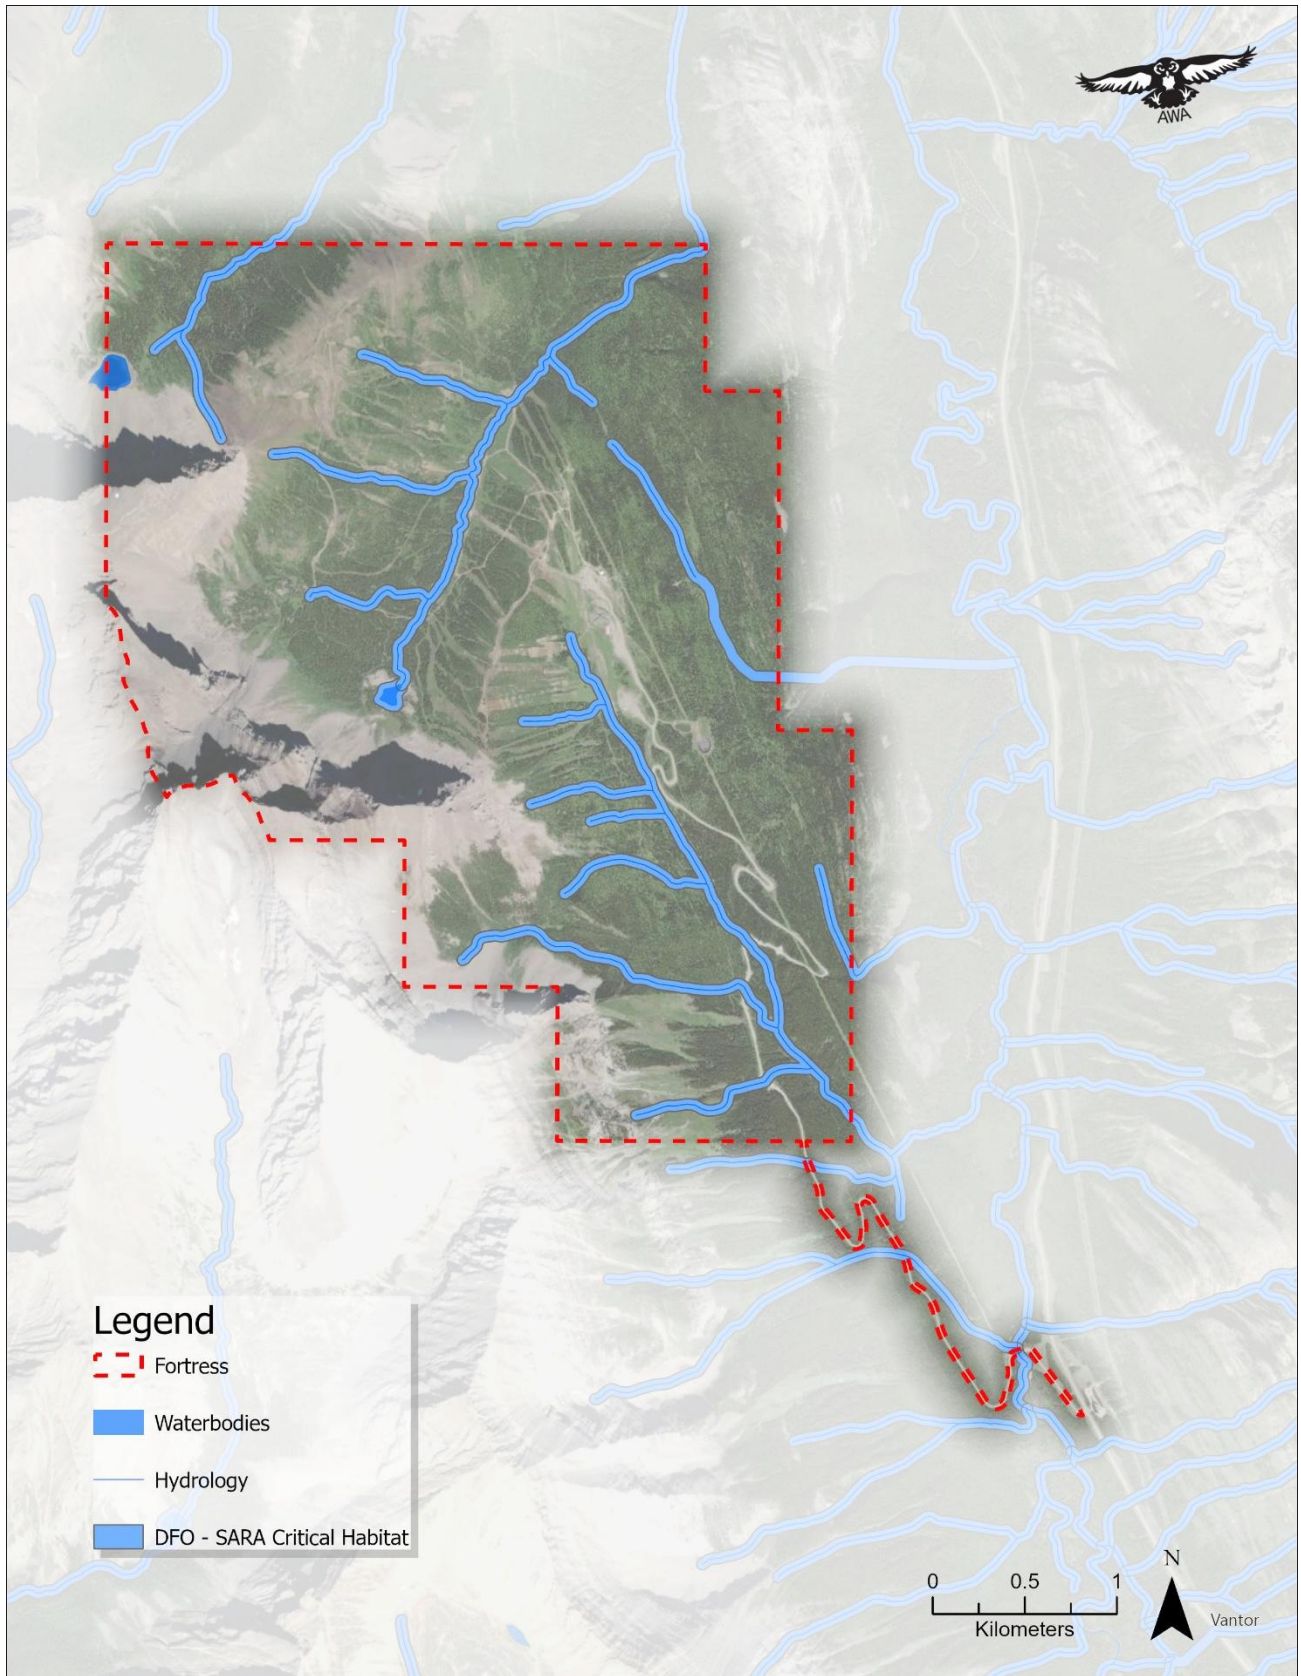 AWA
Legend
Fortress
Waterbodies
Hydrology
DFO - SARA Critical Habitat
0 0.5 1
Kilometers
N
Vantor